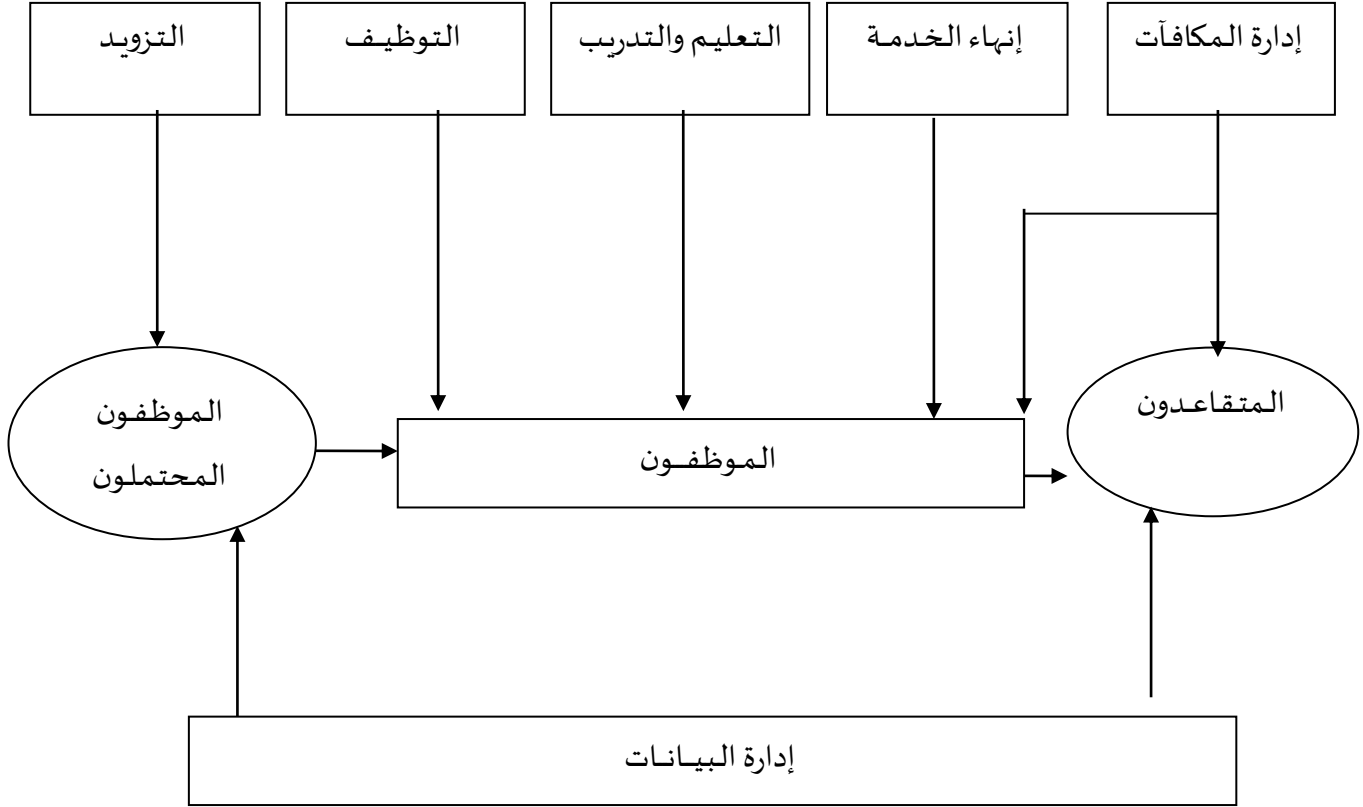 إدارة المكافآت
إنهاء الخدمة
التعليم والتدريب
التوظيف
التزويد
المتقاعدون
الموظفون
الموظفون
المحتملون
إدارة البيانات